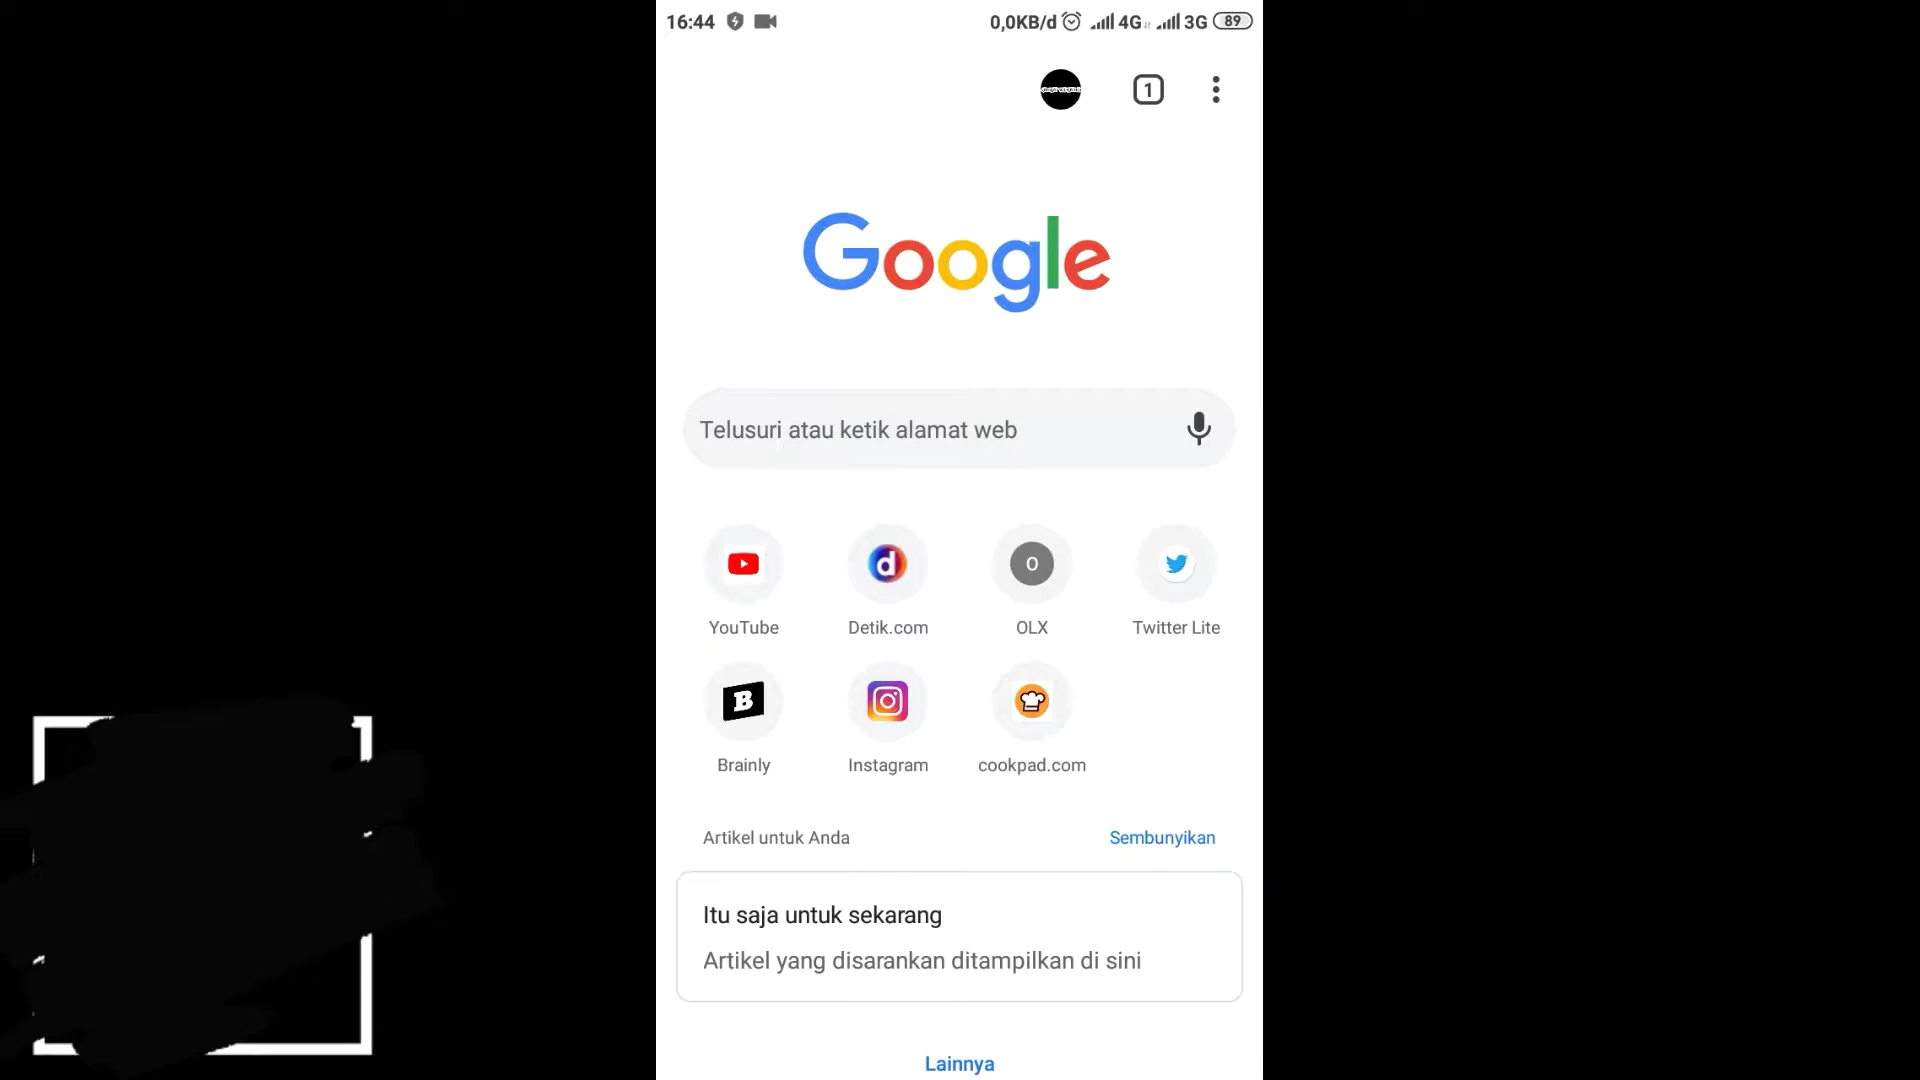 16:44 0,0KB/d 4G 3G 89
1
Google
Telusuri atau ketik alamat web
YouTube Detik.com OLX Twitter Lite
Brainly Instagram cookpad.com
Artikel untuk Anda Sembunyikan
Itu saja untuk sekarang
Artikel yang disarankan ditampilkan di sini
Lainnya